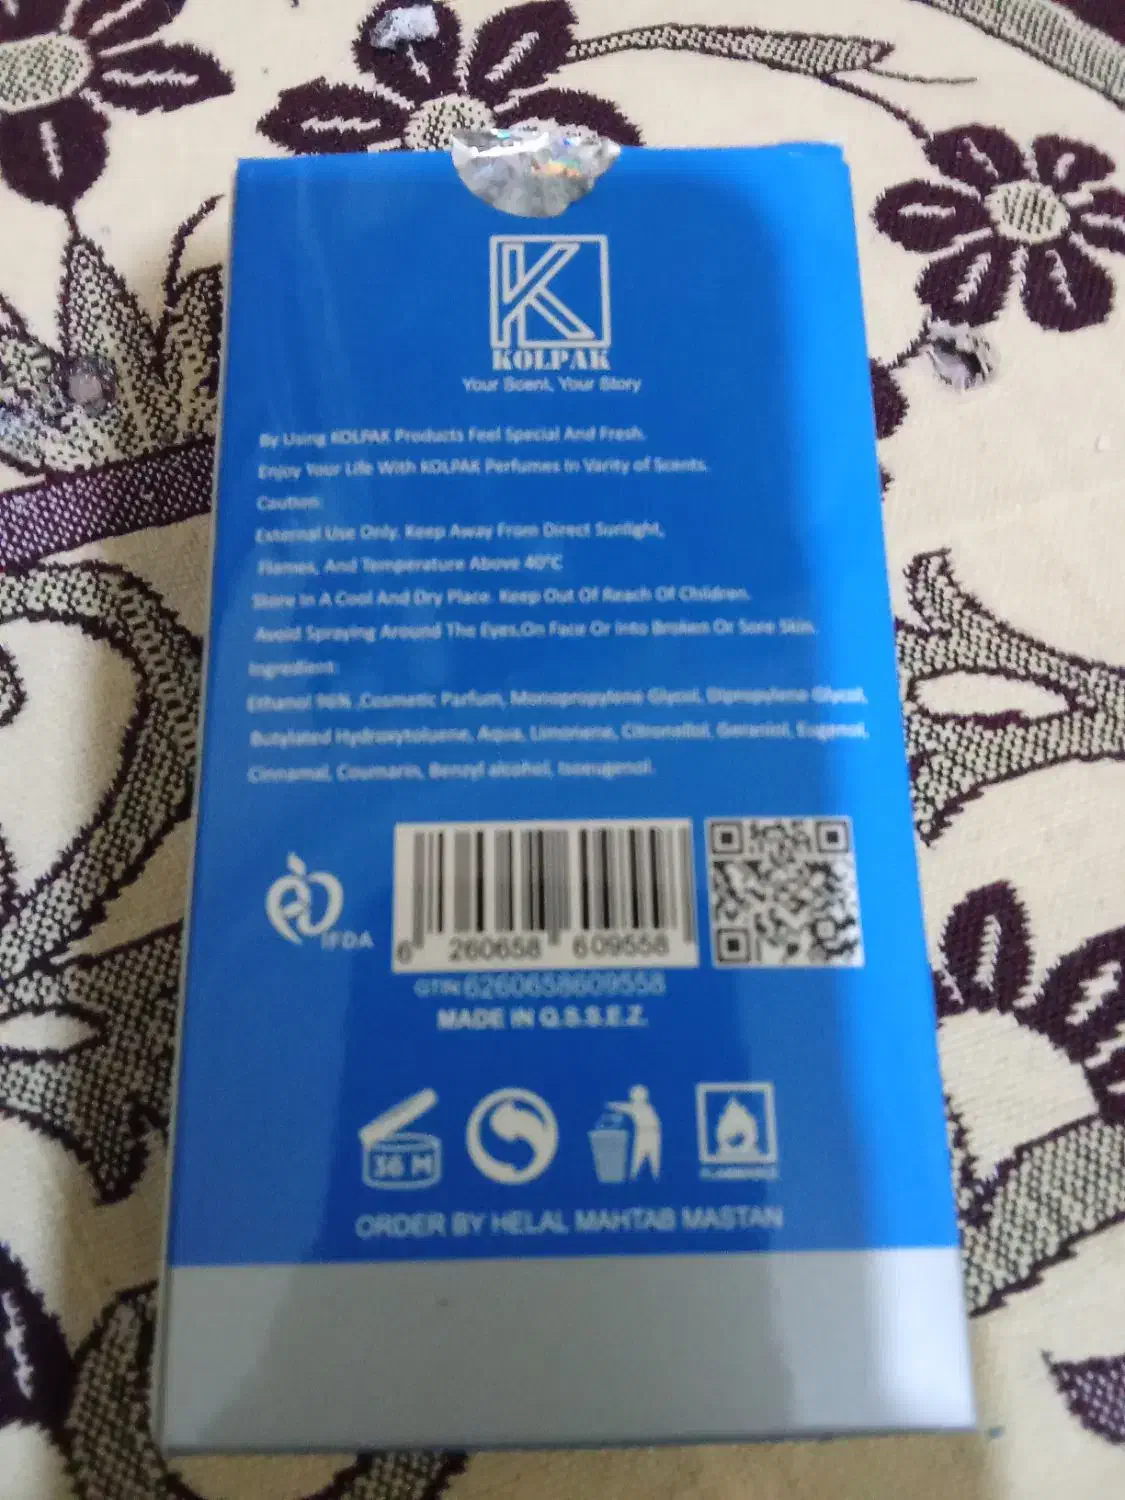 K
KOLPAK
Your Scent, Your Story
By Using KOLPAK Products Feel Special And Fresh.
Enjoy Your Life With KOLPAK Perfumes In Varity of Scents.
Caution:
External Use Only. Keep Away From Direct Sunlight,
Flames, And Temperature Above 40°C
Store In A Cool And Dry Place. Keep Out Of Reach Of Children.
Avoid Spraying Around The Eyes,On Face Or Into Broken Or Sore Skin.
Ingredient:
Ethanol 96% ,Cosmetic Parfum, Monopropylene Glycol, Dipropylene Glycol,
Butylated Hydroxytoluene, Aqua, Limonene, Citronellol, Geraniol, Eugenol,
Cinnamal, Coumarin, Benzyl alcohol, Isoeugenol.
IFDA
6 260658 609558
GTIN:6260658609558
MADE IN Q.S.S.E.Z.
36 M
FLAMMABLE
ORDER BY HELAL MAHTAB MASTAN